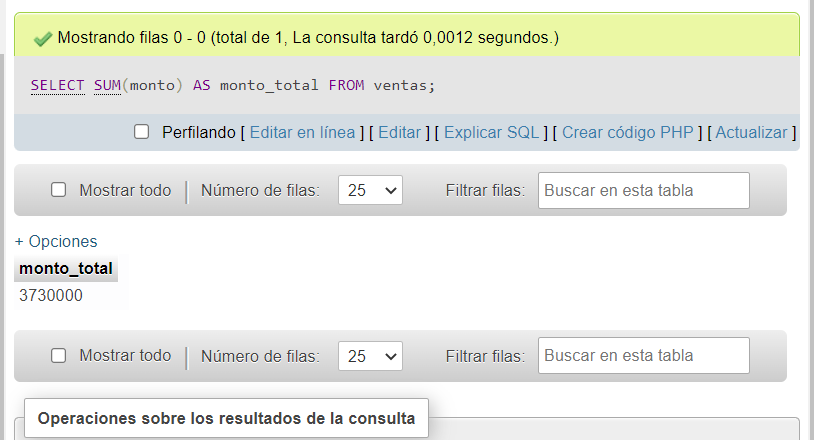 Mostrando filas 0 - 0 (total de 1, La consulta tardó 0,0012 segundos.)
SELECT SUM(monto) AS monto_total FROM ventas;
Perfilando [ Editar en línea ] [ Editar ] [ Explicar SQL ] [ Crear código PHP ] [ Actualizar ]
Mostrar todo | Número de filas: 25 Filtrar filas: Buscar en esta tabla
+ Opciones
monto_total
3730000
Mostrar todo | Número de filas: 25 Filtrar filas: Buscar en esta tabla
Operaciones sobre los resultados de la consulta